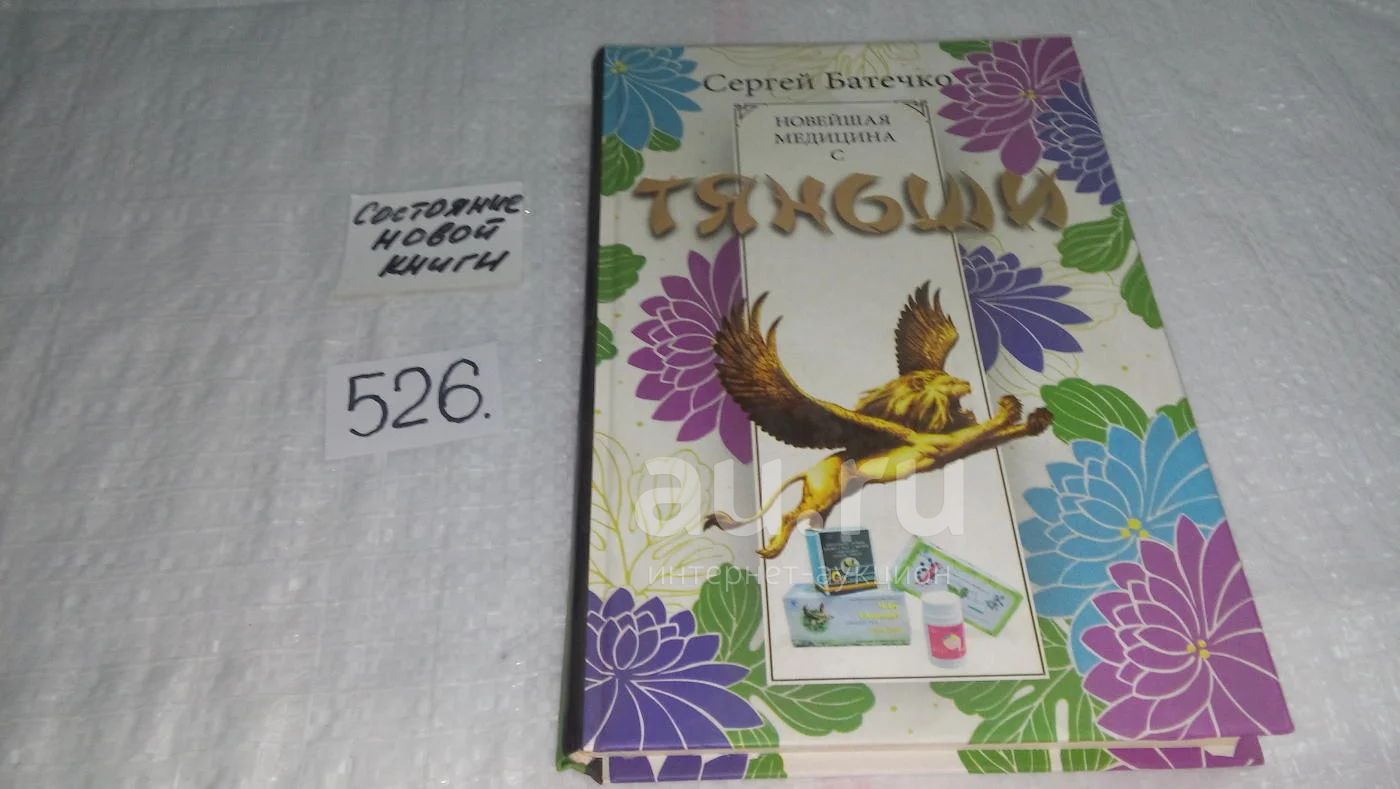 Сергей Батечко
НОВЕЙШАЯ
МЕДИЦИНА
С
ТЯНЬШИ
Состояние
новой
книги
526.
au.ru
интернет-аукцион